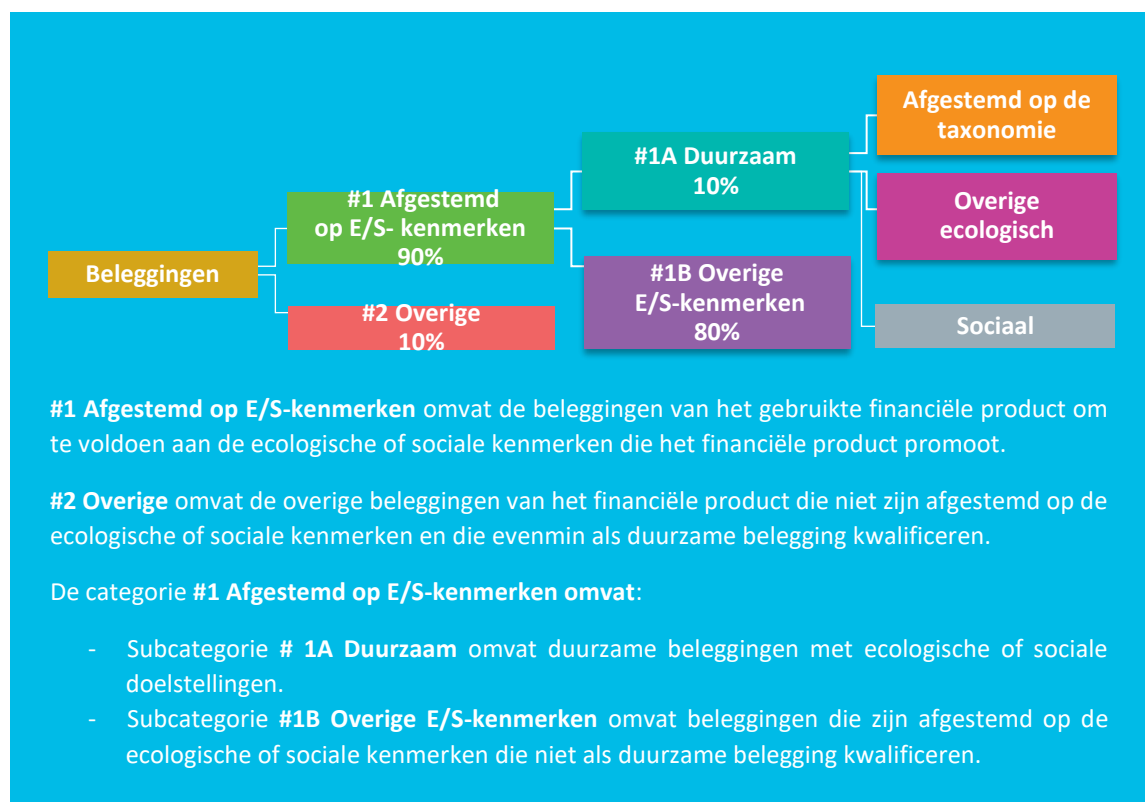 Beleggingen
#1 Afgestemd
op E/S- kenmerken
90%
#2 Overige
10%
#1A Duurzaam
10%
#1B Overige
E/S-kenmerken
80%
Afgestemd op de
taxonomie
Overige
ecologisch
Sociaal
#1 Afgestemd op E/S-kenmerken omvat de beleggingen van het gebruikte financiële product om
te voldoen aan de ecologische of sociale kenmerken die het financiële product promoot.
#2 Overige omvat de overige beleggingen van het financiële product die niet zijn afgestemd op de
ecologische of sociale kenmerken en die evenmin als duurzame belegging kwalificeren.
De categorie #1 Afgestemd op E/S-kenmerken omvat:
- Subcategorie # 1A Duurzaam omvat duurzame beleggingen met ecologische of sociale
doelstellingen.
- Subcategorie #1B Overige E/S-kenmerken omvat beleggingen die zijn afgestemd op de
ecologische of sociale kenmerken die niet als duurzame belegging kwalificeren.